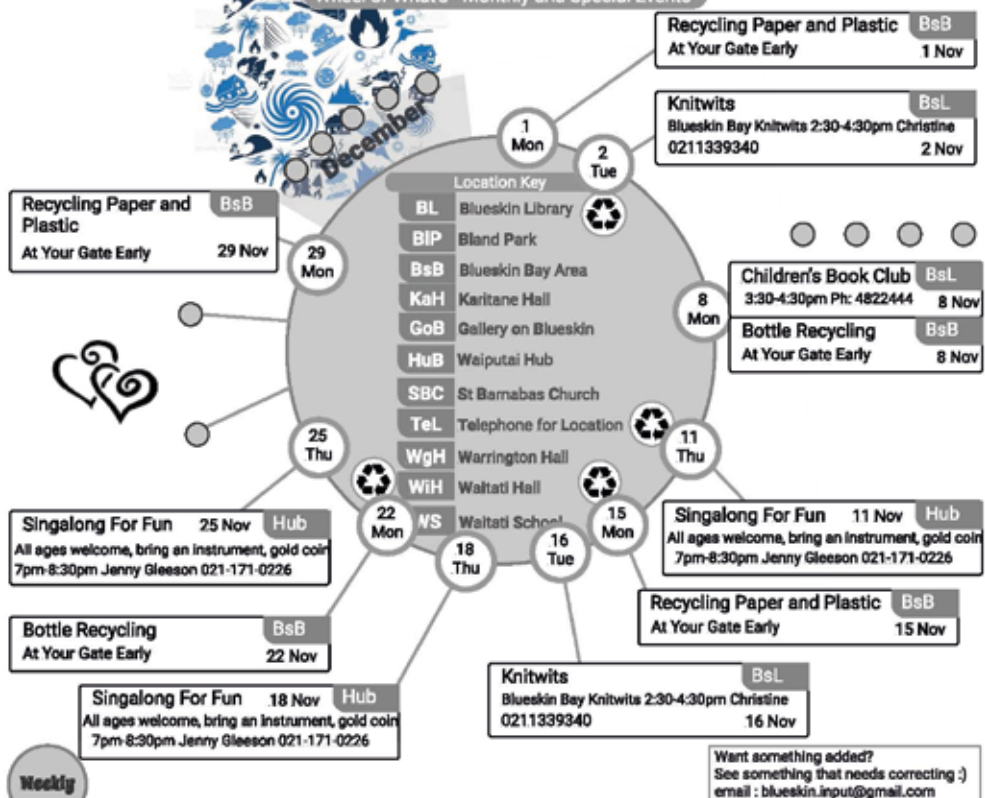 Wheel of What's - Monthly and Special Events
Recycling Paper and Plastic BsB
At Your Gate Early 1 Nov
Knitwits BsL
Blueskin Bay Knitwits 2:30-4:30pm Christine
0211339340 2 Nov
December
1
Mon
2
Tue
Location Key
BL Blueskin Library
BIP Bland Park
BsB Blueskin Bay Area
KaH Karitane Hall
GoB Gallery on Blueskin
HuB Waiputai Hub
SBC St Barnabas Church
TeL Telephone for Location
WgH Warrington Hall
WiH Waitati Hall
WS Waitati School
Recycling Paper and BsB
Plastic
At Your Gate Early 29 Nov
29
Mon
8
Mon
Children's Book Club BsL
3:30-4:30pm Ph: 4822444 8 Nov
Bottle Recycling BsB
At Your Gate Early 8 Nov
25
Thu
11
Thu
22
Mon
18
Thu
16
Tue
15
Mon
Singalong For Fun 25 Nov Hub
All ages welcome, bring an instrument, gold coin
7pm-8:30pm Jenny Gleeson 021-171-0226
Singalong For Fun 11 Nov Hub
All ages welcome, bring an instrument, gold coin
7pm-8:30pm Jenny Gleeson 021-171-0226
Recycling Paper and Plastic BsB
At Your Gate Early 15 Nov
Bottle Recycling BsB
At Your Gate Early 22 Nov
Knitwits BsL
Blueskin Bay Knitwits 2:30-4:30pm Christine
0211339340 16 Nov
Singalong For Fun 18 Nov Hub
All ages welcome, bring an instrument, gold coin
7pm-8:30pm Jenny Gleeson 021-171-0226
Weekly
Want something added?
See something that needs correcting :)
email : blueskin.input@gmail.com